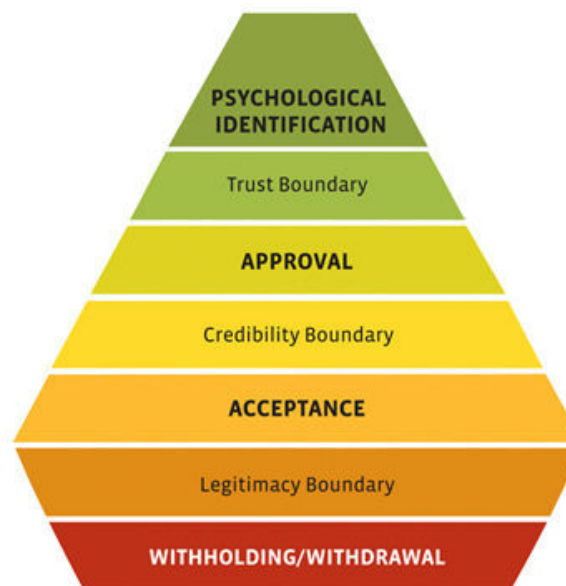 PSYCHOLOGICAL
IDENTIFICATION
Trust Boundary
APPROVAL
Credibility Boundary
ACCEPTANCE
Legitimacy Boundary
WITHHOLDING/WITHDRAWAL